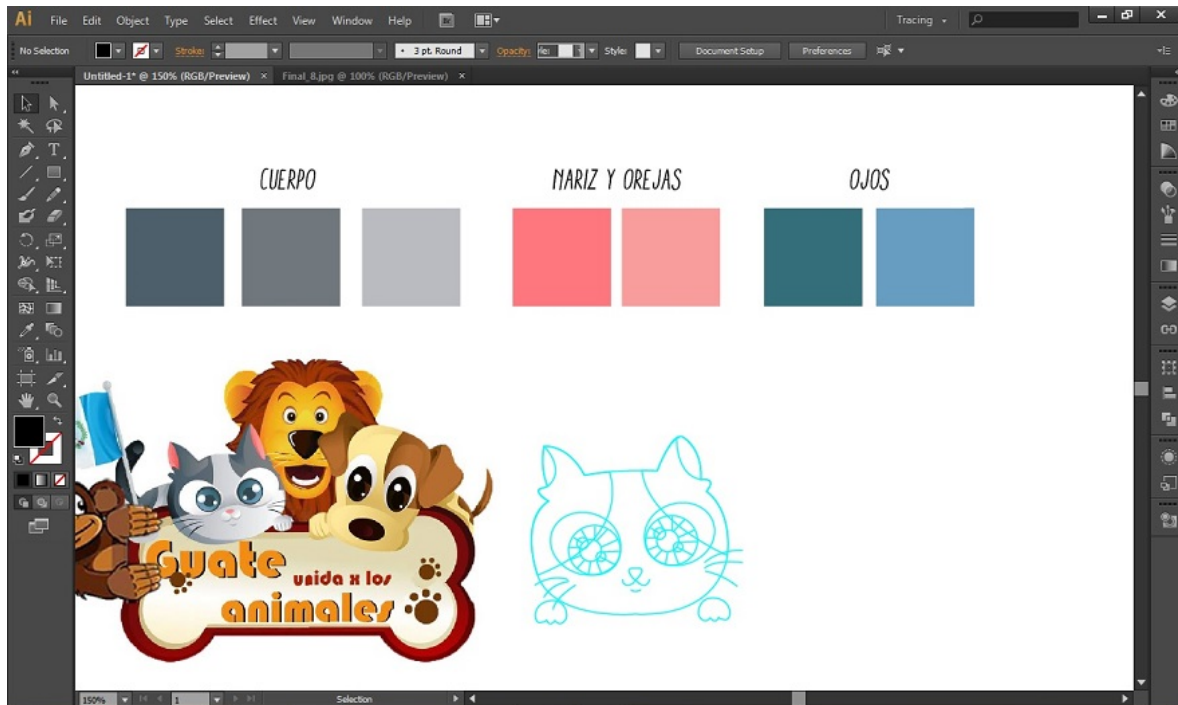 Ai File Edit Object Type Select Effect View Window Help Br Tracing
No Selection Stroke: 3 pt. Round Opacity: Style: Document Setup Preferences
Untitled-1* @ 150% (RGB/Preview) × Final_8.jpg @ 100% (RGB/Preview) ×
CUERPO NARIZ Y OREJAS OJOS
Guate
unida x los
animales
150% 1 Selection